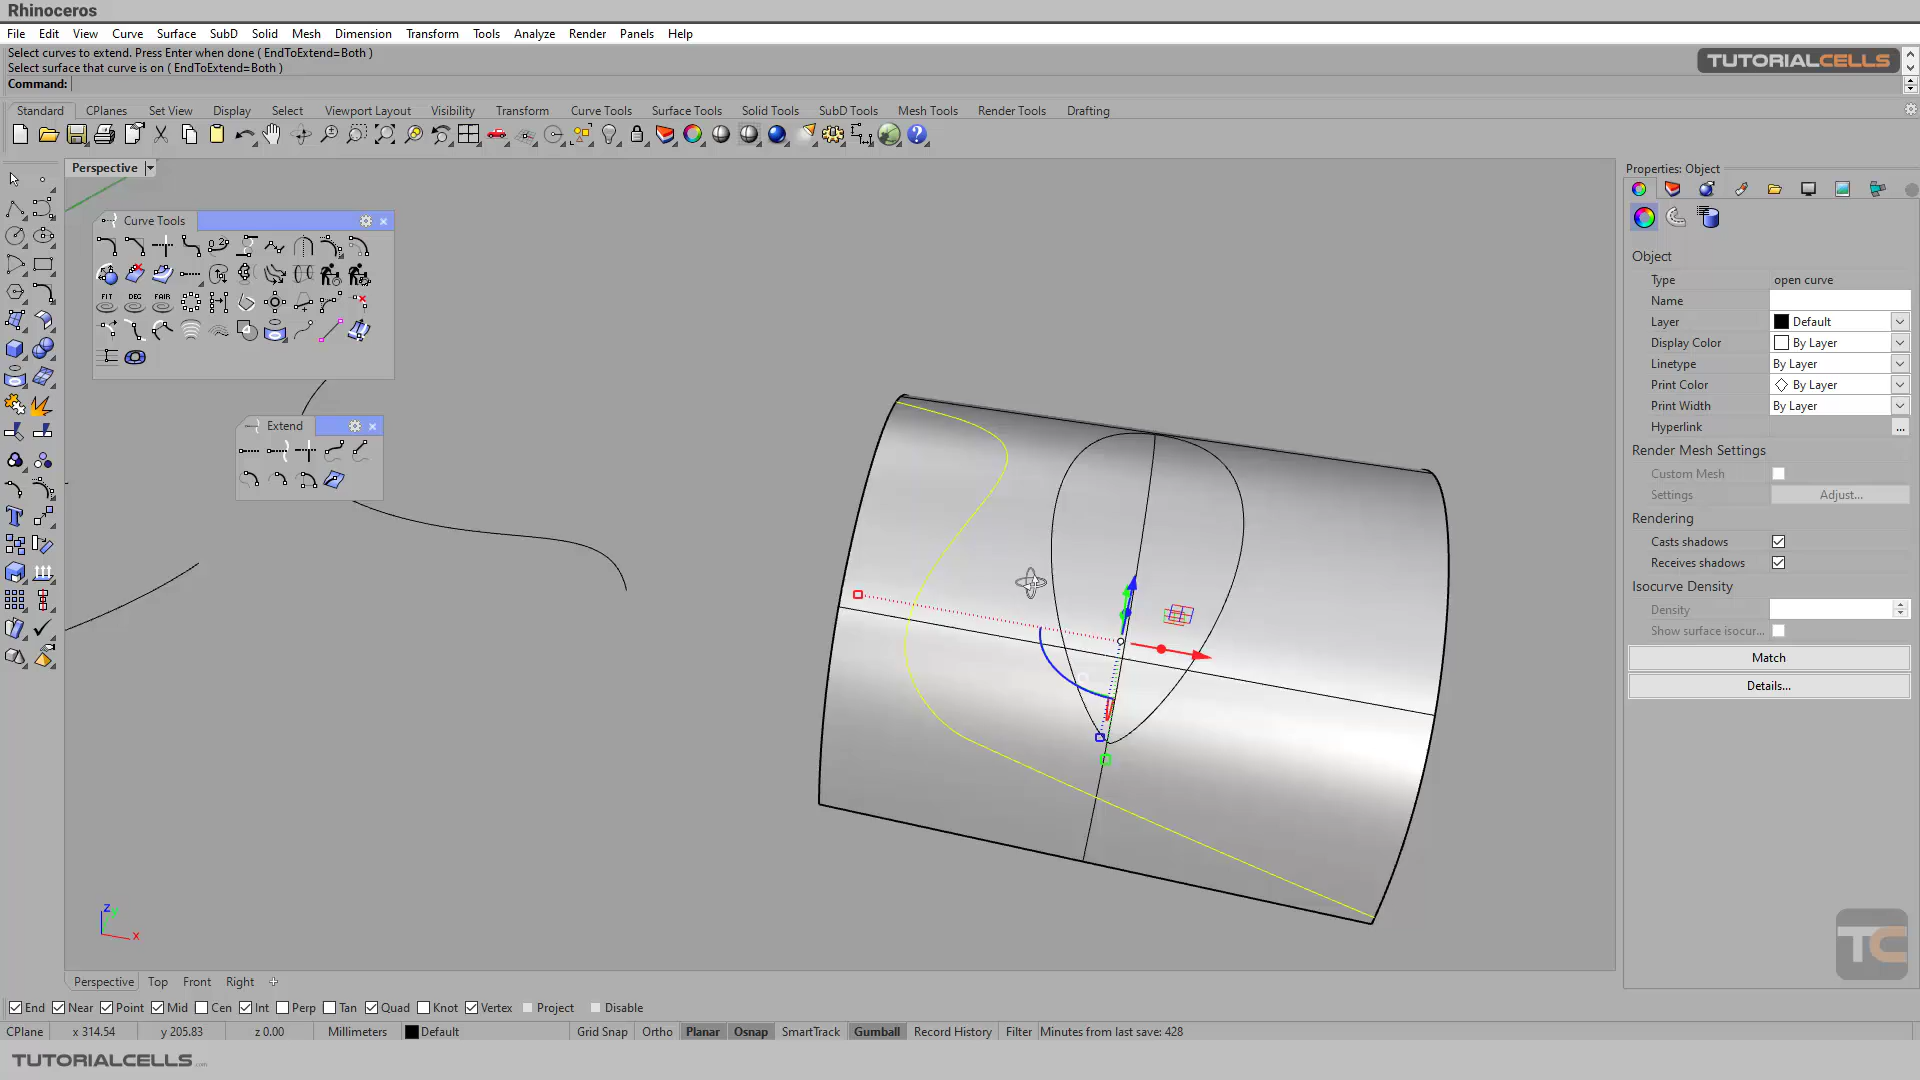 Rhinoceros
File Edit View Curve Surface SubD Solid Mesh Dimension Transform Tools Analyze Render Panels Help
Select curves to extend. Press Enter when done ( EndToExtend=Both )
Select surface that curve is on ( EndToExtend=Both )
TUTORIALCELLS
Command:
Standard CPlanes Set View Display Select Viewport Layout Visibility Transform Curve Tools Surface Tools Solid Tools SubD Tools Mesh Tools Render Tools Drafting
Perspective
Properties: Object
Curve Tools
FIT DEG FAIR
Extend
Object
Type open curve
Name
Layer Default
Display Color By Layer
Linetype By Layer
Print Color By Layer
Print Width By Layer
Hyperlink ...
Render Mesh Settings
Custom Mesh
Settings Adjust...
Rendering
Casts shadows
Receives shadows
Isocurve Density
Density
Show surface isocur...
Match
Details...
z
y
x
TC
Perspective Top Front Right
End Near Point Mid Cen Int Perp Tan Quad Knot Vertex Project Disable
CPlane x 314.54 y 205.83 z 0.00 Millimeters Default Grid Snap Ortho Planar Osnap SmartTrack Gumball Record History Filter Minutes from last save: 428
TUTORIALCELLS.com